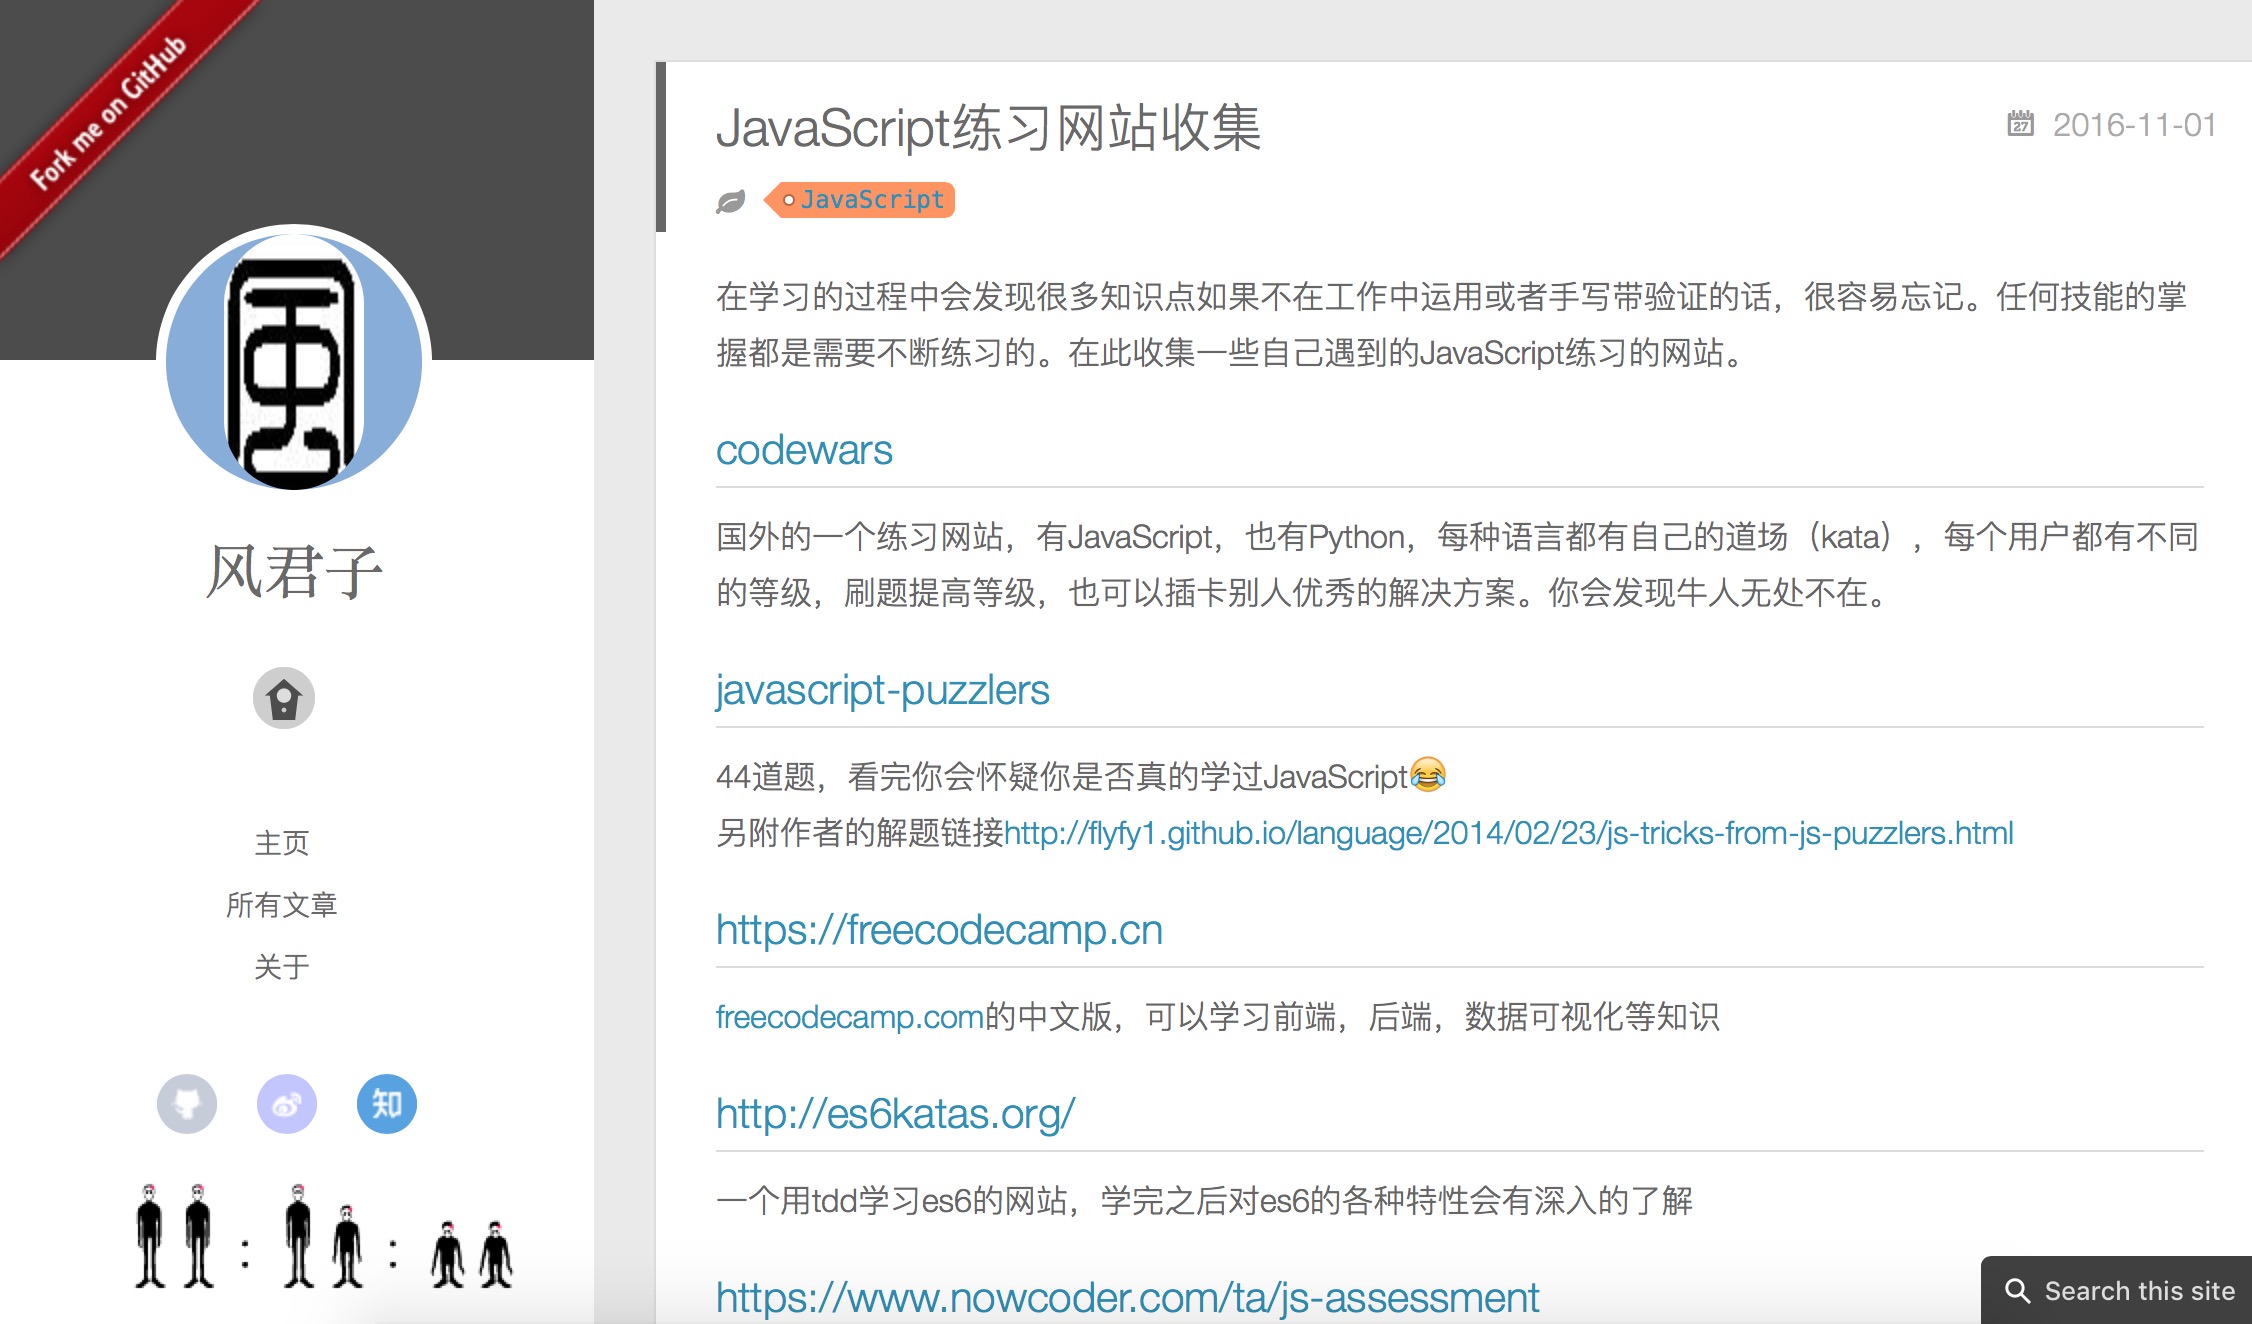 Fork me on GitHub
风君子
主页
所有文章
关于
知
JavaScript练习网站收集
27
2016-11-01
JavaScript
在学习的过程中会发现很多知识点如果不在工作中运用或者手写带验证的话，很容易忘记。任何技能的掌
握都是需要不断练习的。在此收集一些自己遇到的JavaScript练习的网站。
codewars
国外的一个练习网站，有JavaScript，也有Python，每种语言都有自己的道场（kata），每个用户都有不同
的等级，刷题提高等级，也可以插卡别人优秀的解决方案。你会发现牛人无处不在。
javascript-puzzlers
44道题，看完你会怀疑你是否真的学过JavaScript😂
另附作者的解题链接http://flyfy1.github.io/language/2014/02/23/js-tricks-from-js-puzzlers.html
https://freecodecamp.cn
freecodecamp.com的中文版，可以学习前端，后端，数据可视化等知识
http://es6katas.org/
一个用tdd学习es6的网站，学完之后对es6的各种特性会有深入的了解
https://www.nowcoder.com/ta/js-assessment
Search this site